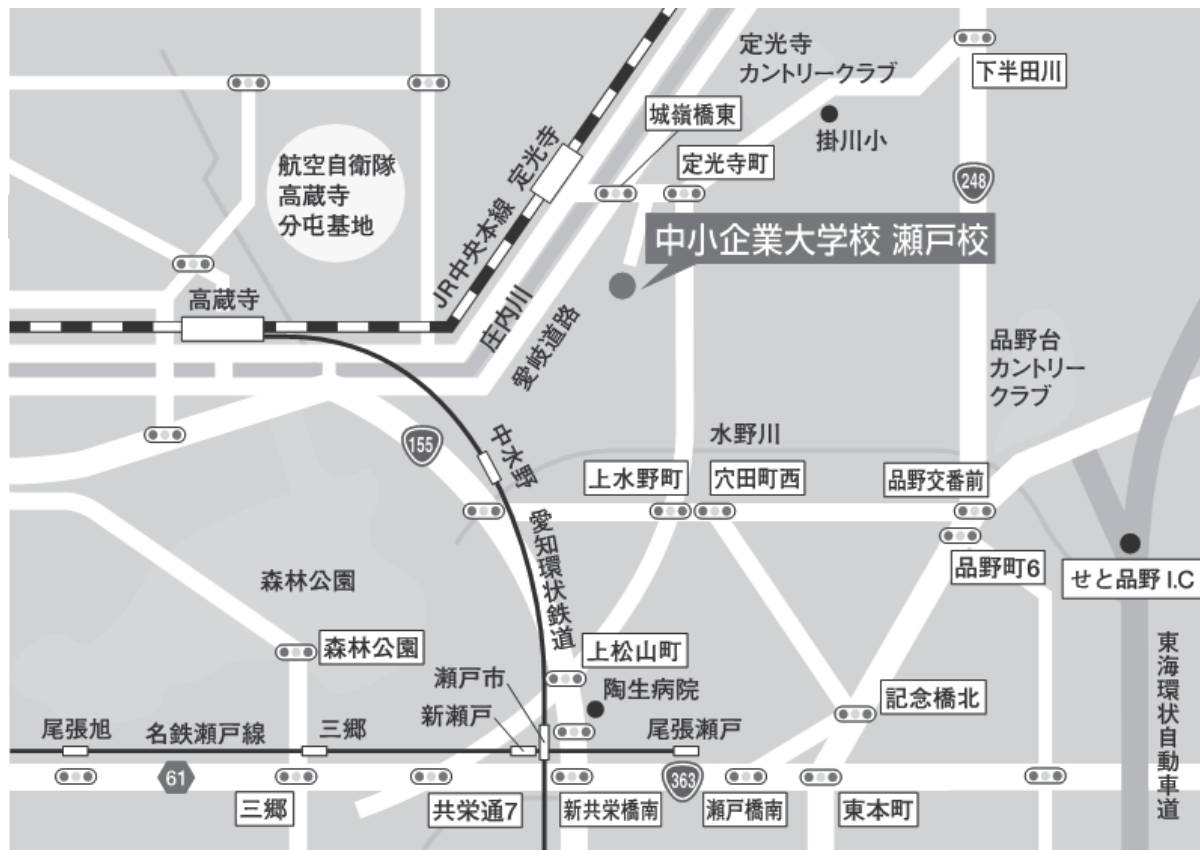 定光寺
カントリークラブ
下半田川
城嶺橋東
掛川小
定光寺町
航空自衛隊
高蔵寺
分屯基地
定光寺
JR中央本線
248
中小企業大学校 瀬戸校
高蔵寺
庄内川
愛岐道路
品野台
カントリー
クラブ
155
中水野
水野川
上水野町
穴田町西
品野交番前
愛知環状鉄道
品野町6
せと品野 I.C
森林公園
森林公園
上松山町
東海環状自動車道
瀬戸市
陶生病院
新瀬戸
記念橋北
尾張旭
名鉄瀬戸線
三郷
尾張瀬戸
61
363
三郷
共栄通7
新共栄橋南
瀬戸橋南
東本町